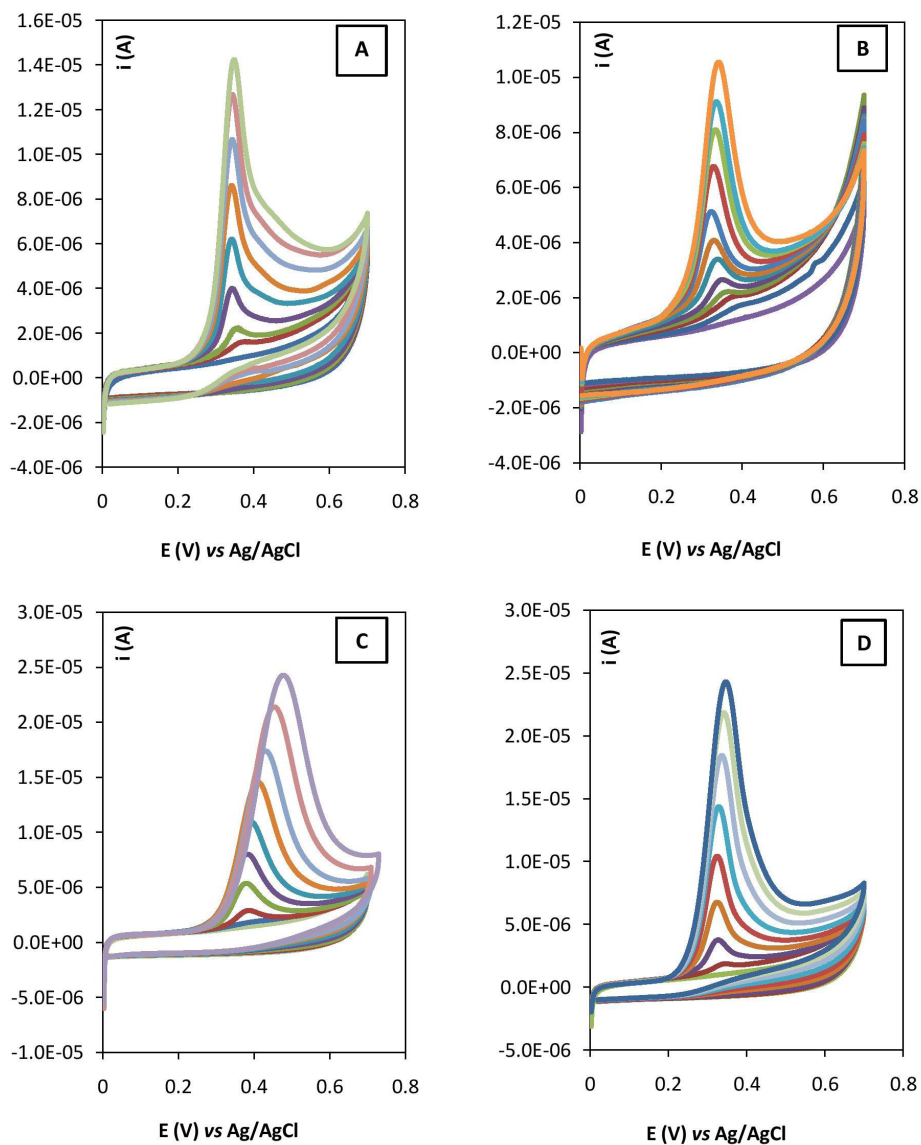 1.6E-05
1.4E-05
1.2E-05
1.0E-05
8.0E-06
6.0E-06
4.0E-06
2.0E-06
0.0E+00
-2.0E-06
-4.0E-06
i (A)
A
0
0.2
0.4
0.6
0.8
E (V) vs Ag/AgCl
1.2E-05
1.0E-05
8.0E-06
6.0E-06
4.0E-06
2.0E-06
0.0E+00
-2.0E-06
-4.0E-06
i (A)
B
0
0.2
0.4
0.6
0.8
E (V) vs Ag/AgCl
3.0E-05
2.5E-05
2.0E-05
1.5E-05
1.0E-05
5.0E-06
0.0E+00
-5.0E-06
-1.0E-05
i (A)
C
0
0.2
0.4
0.6
0.8
E (V) vs Ag/AgCl
3.0E-05
2.5E-05
2.0E-05
1.5E-05
1.0E-05
5.0E-06
0.0E+00
-5.0E-06
i (A)
D
0
0.2
0.4
0.6
0.8
E (V) vs Ag/AgCl